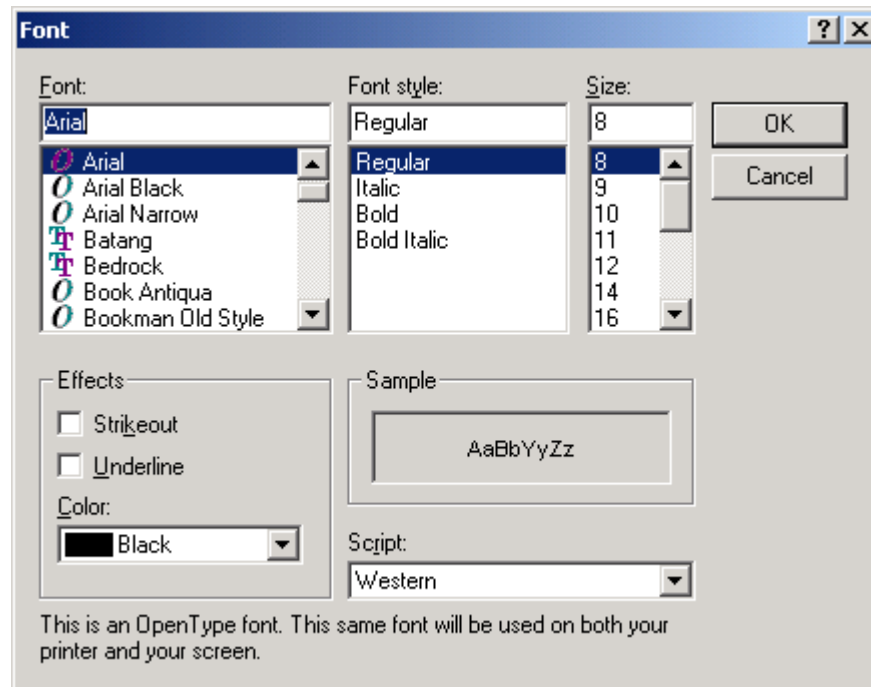 Font
Font:
Arial
Arial
Arial Black
Arial Narrow
Batang
Bedrock
Book Antiqua
Bookman Old Style
Font style:
Regular
Regular
Italic
Bold
Bold Italic
Size:
8
8
9
10
11
12
14
16
OK
Cancel
Effects
Strikeout
Underline
Color:
Black
Sample
AaBbYyZz
Script:
Western
This is an OpenType font. This same font will be used on both your
printer and your screen.